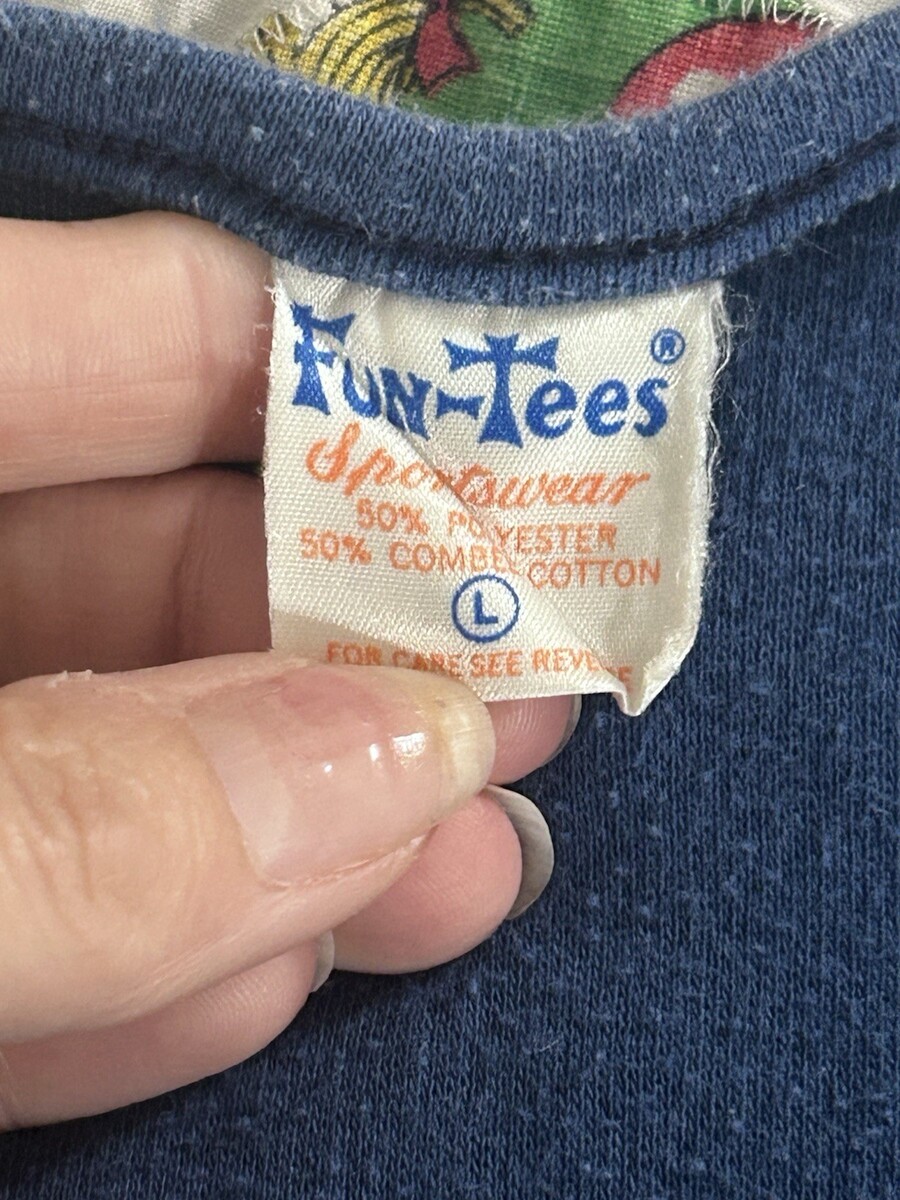 Fun-Tees®
Sportswear
50% POLYESTER
50% COMBED COTTON
L
FOR CARE SEE REVERSE